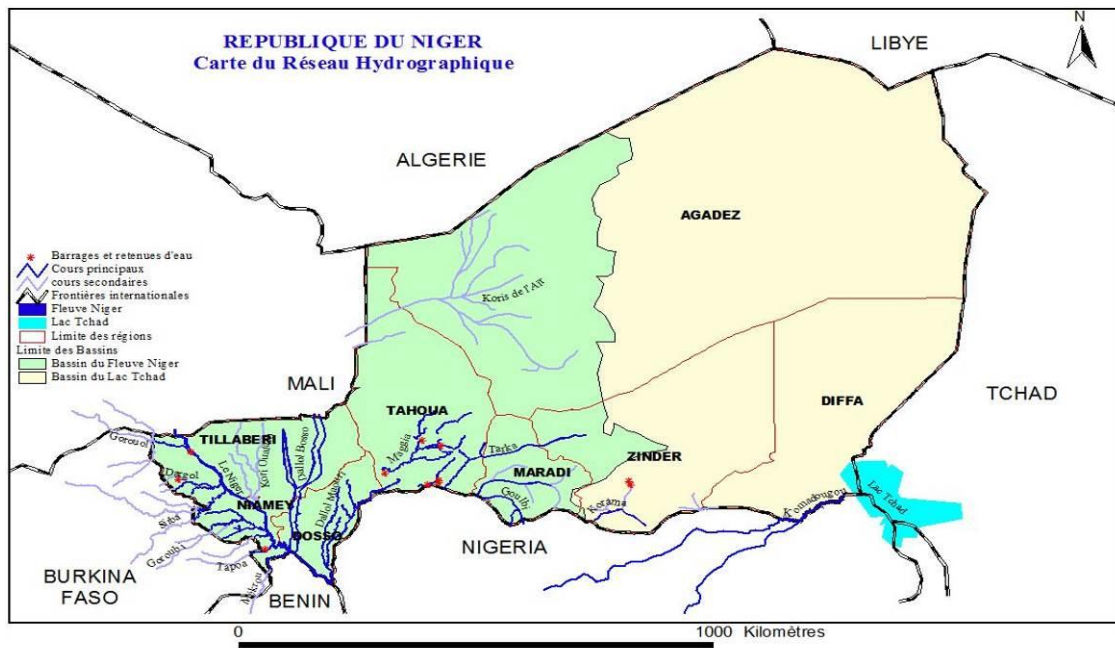 REPUBLIQUE DU NIGER
Carte du Réseau Hydrographique
N
LIBYE
ALGERIE
AGADEZ
Barrages et retenues d'eau
Cours principaux
cours secondaires
Frontières internationales
Fleuve Niger
Lac Tchad
Limite des régions
Limite des Bassins
Bassin du Fleuve Niger
Bassin du Lac Tchad
Koris de l'Aïr
MALI
TCHAD
DIFFA
TAHOUA
TILLABERI
Gorouol
Dargol
Le Niger
Kori Ouallam
Dallol Bosso
Dallol Maouri
Maggia
Tarka
MARADI
Goulbi
ZINDER
Korama
NIAMEY
DOSSO
Sirba
Goroubi
Tapoa
Mékrou
Komadougou
Lac Tchad
NIGERIA
BURKINA
FASO
BENIN
0
1000 Kilomètres